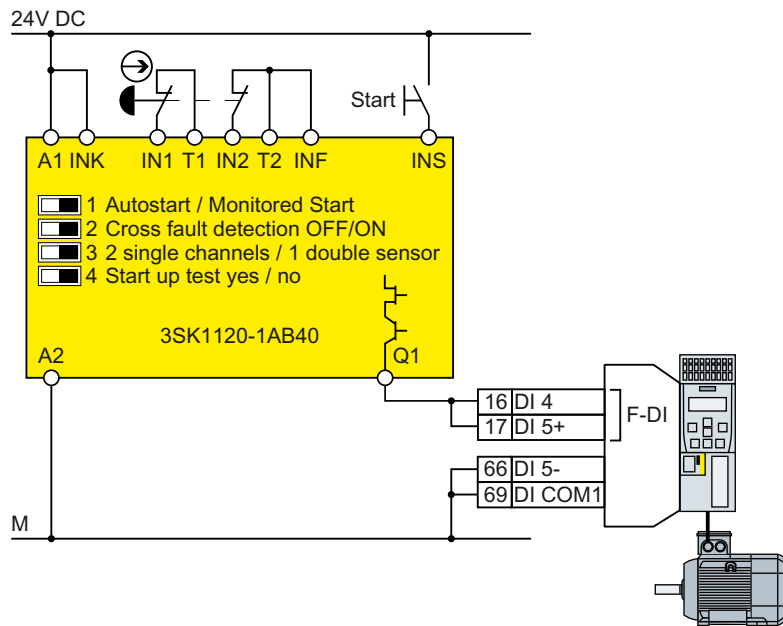 24V DC
Start
A1 INK IN1 T1 IN2 T2 INF INS
1 Autostart / Monitored Start
2 Cross fault detection OFF/ON
3 2 single channels / 1 double sensor
4 Start up test yes / no
3SK1120-1AB40
A2 Q1
16 DI 4
17 DI 5+
F-DI
66 DI 5-
69 DI COM1
M